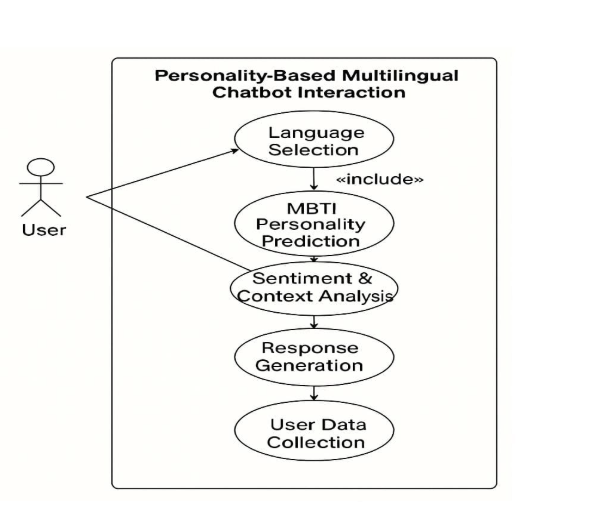 Personality-Based Multilingual
Chatbot Interaction
Language
Selection
«include»
User
MBTI
Personality
Prediction
Sentiment &
Context Analysis
Response
Generation
User Data
Collection